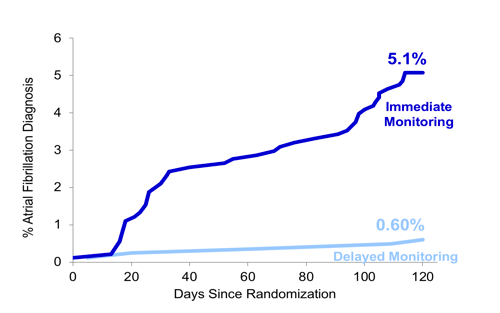 6
5
4
3
2
1
0
% Atrial Fibrillation Diagnosis
5.1%
Immediate
Monitoring
0.60%
Delayed Monitoring
0 20 40 60 80 100 120
Days Since Randomization